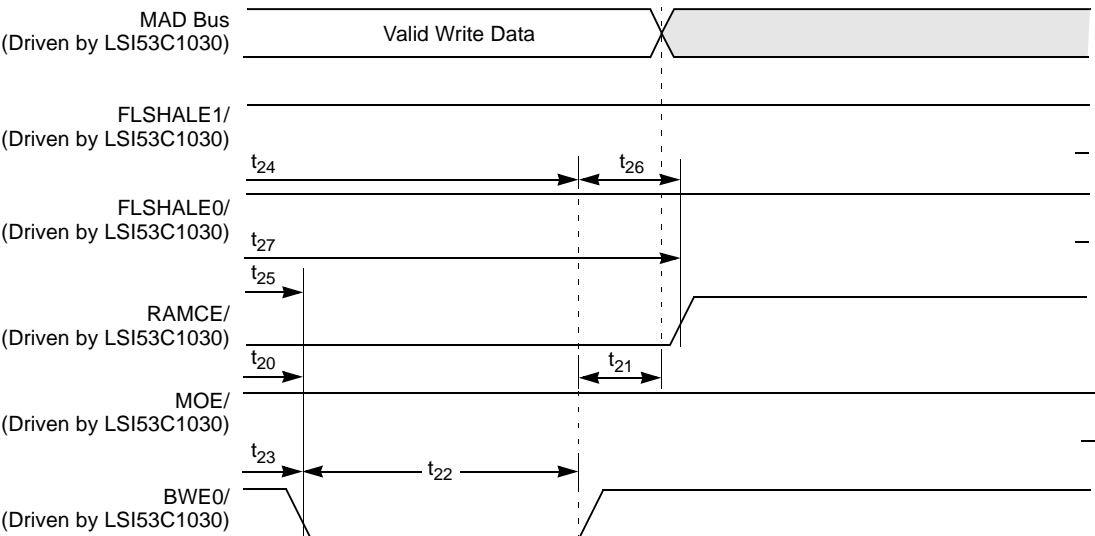 MAD Bus
(Driven by LSI53C1030)
Valid Write Data
FLSHALE1/
(Driven by LSI53C1030)
t24
t26
FLSHALE0/
(Driven by LSI53C1030)
t27
t25
RAMCE/
(Driven by LSI53C1030)
t20
t21
MOE/
(Driven by LSI53C1030)
t23
t22
BWE0/
(Driven by LSI53C1030)